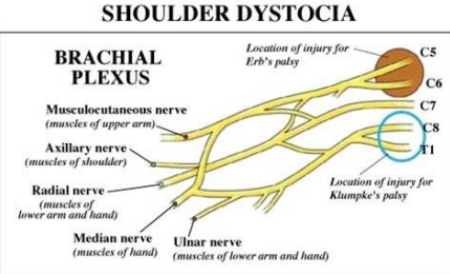 SHOULDER DYSTOCIA
BRACHIAL
PLEXUS
Location of injury for
Erb's palsy
C5
C6
C7
C8
T1
Musculocutaneous nerve
(muscles of upper arm)
Axillary nerve
(muscles of shoulder)
Radial nerve
(muscles of
lower arm and hand)
Median nerve
(muscles of hand)
Ulnar nerve
(muscles of lower arm and hand)
Location of injury for
Klumpke's palsy